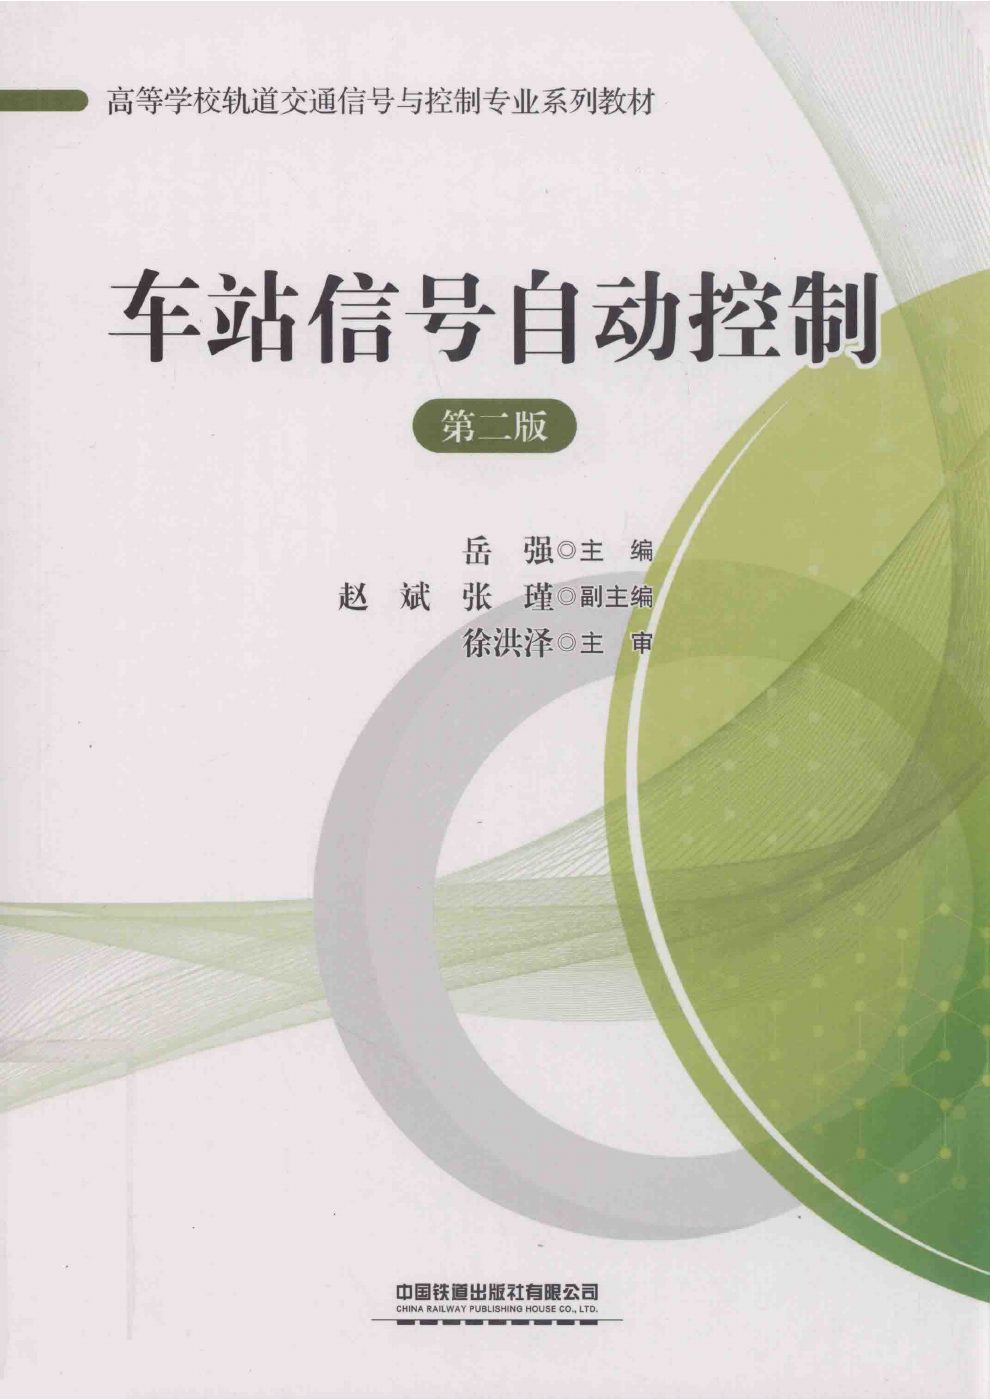 高等学校轨道交通信号与控制专业系列教材
车站信号自动控制
第二版
岳 强◎主 编
赵 斌 张 瑾◎副主编
徐洪泽◎主 审
中国铁道出版社有限公司
CHINA RAILWAY PUBLISHING HOUSE CO., LTD.